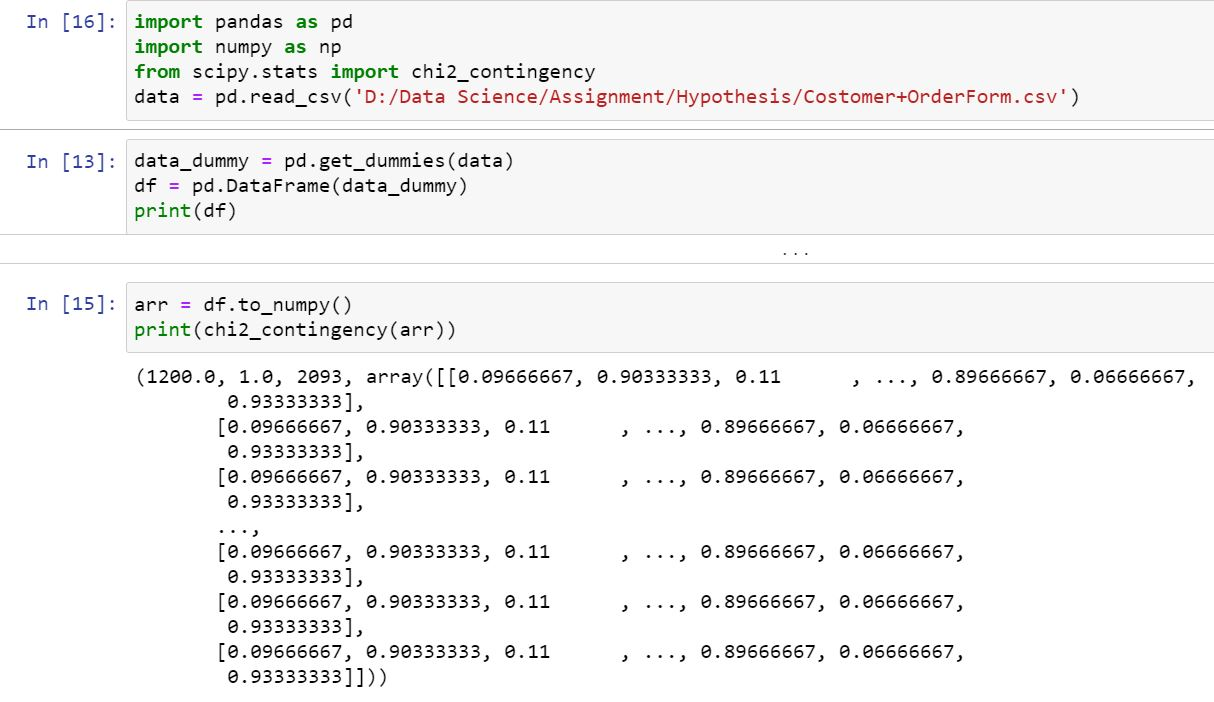 In [16]: import pandas as pd
import numpy as np
from scipy.stats import chi2_contingency
data = pd.read_csv('D:/Data Science/Assignment/Hypothesis/Costomer+OrderForm.csv')
In [13]: data_dummy = pd.get_dummies(data)
df = pd.DataFrame(data_dummy)
print(df)
...
In [15]: arr = df.to_numpy()
print(chi2_contingency(arr))
(1200.0, 1.0, 2093, array([[0.09666667, 0.90333333, 0.11      , ..., 0.89666667, 0.06666667,
        0.93333333],
       [0.09666667, 0.90333333, 0.11      , ..., 0.89666667, 0.06666667,
        0.93333333],
       [0.09666667, 0.90333333, 0.11      , ..., 0.89666667, 0.06666667,
        0.93333333],
       ...,
       [0.09666667, 0.90333333, 0.11      , ..., 0.89666667, 0.06666667,
        0.93333333],
       [0.09666667, 0.90333333, 0.11      , ..., 0.89666667, 0.06666667,
        0.93333333],
       [0.09666667, 0.90333333, 0.11      , ..., 0.89666667, 0.06666667,
        0.93333333]]))